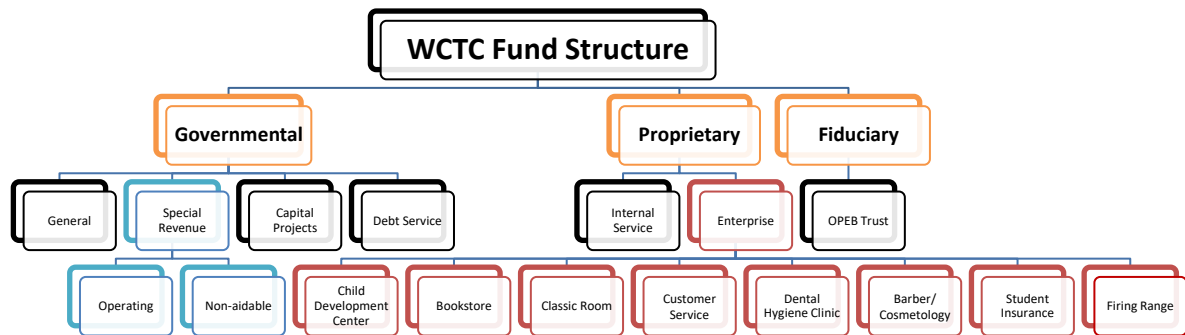 WCTC Fund Structure
Governmental
Proprietary
Fiduciary
General
Special
Revenue
Capital
Projects
Debt Service
Internal
Service
Enterprise
OPEB Trust
Operating
Non-aidable
Child
Development
Center
Bookstore
Classic Room
Customer
Service
Dental
Hygiene Clinic
Barber/
Cosmetology
Student
Insurance
Firing Range